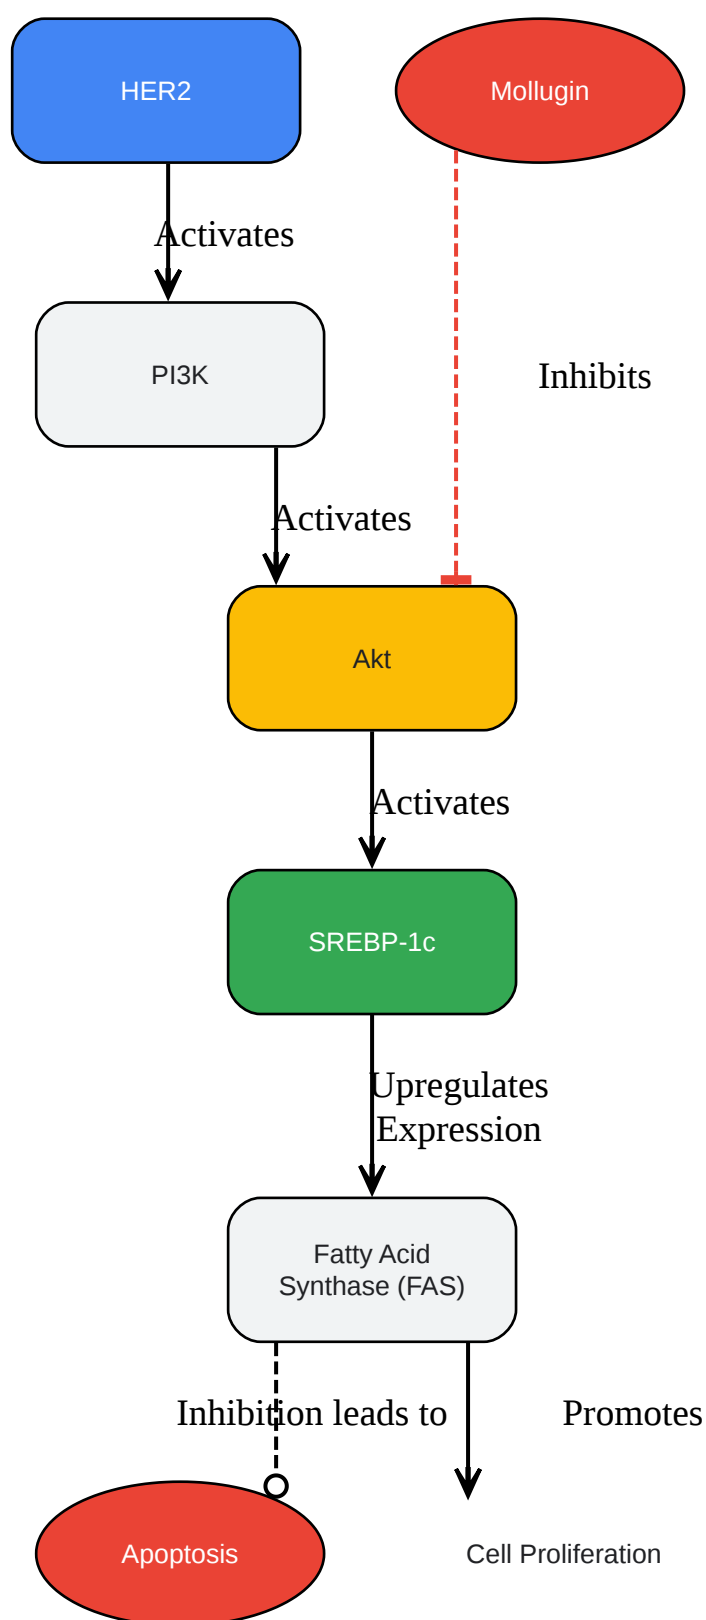 HER2
Mollugin
Activates
PI3K
Inhibits
Activates
Akt
Activates
SREBP-1c
Upregulates
Expression
Fatty Acid
Synthase (FAS)
Inhibition leads to
Promotes
Apoptosis
Cell Proliferation